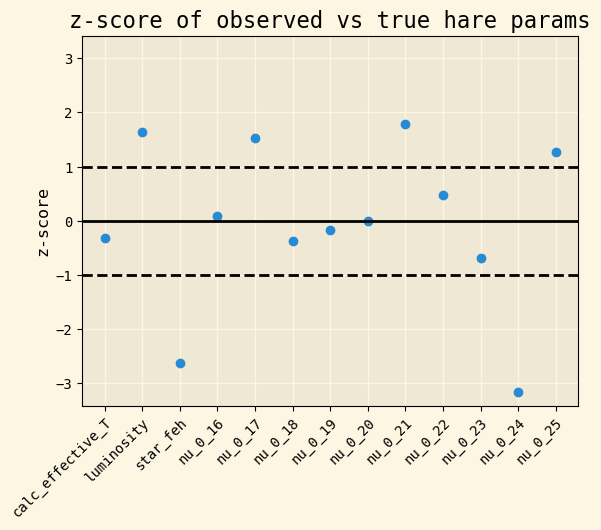 z-score of observed vs true hare params
z-score
3
2
1
0
−1
−2
−3
calc_effective_T
luminosity
star_feh
nu_0_16
nu_0_17
nu_0_18
nu_0_19
nu_0_20
nu_0_21
nu_0_22
nu_0_23
nu_0_24
nu_0_25